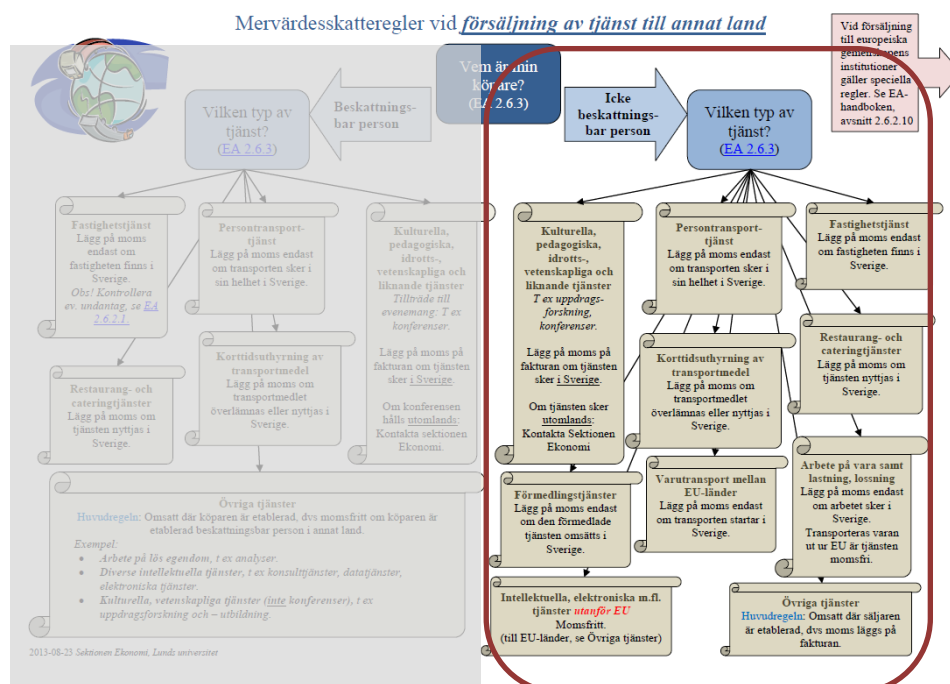 Mervärdesskatteregler vid försäljning av tjänst till annat land
Vid försäljning
till europeiska
gemenskapens
institutioner
gäller speciella
regler. Se EA-
handboken,
avsnitt 2.6.2.10
Vem är min
köpare?
(EA 2.6.3)
Beskattnings-
bar person
Icke
beskattnings-
bar person
Vilken typ av
tjänst?
(EA 2.6.3)
Vilken typ av
tjänst?
(EA 2.6.3)
Fastighetstjänst
Lägg på moms
endast om
fastigheten finns i
Sverige.
Obs! Kontrollera
ev. undantag, se EA
2.6.2.1.
Persontransport-
tjänst
Lägg på moms endast
om transporten sker i
sin helhet i Sverige.
Kulturella,
pedagogiska,
idrotts-,
vetenskapliga och
liknande tjänster
Tillträde till
evenemang: T ex
konferenser.
Lägg på moms på
fakturan om tjänsten
sker i Sverige.
Om konferensen
hålls utomlands:
Kontakta sektionen
Ekonomi.
Restaurang- och
cateringtjänster
Lägg på moms om
tjänsten nyttjas i
Sverige.
Korttidsuthyrning av
transportmedel
Lägg på moms om
transportmedlet
överlämnas eller nyttjas i
Sverige.
Övriga tjänster
Huvudregeln: Omsatt där köparen är etablerad, dvs momsfritt om köparen är
etablerad beskattningsbar person i annat land.
Exempel:
• Arbete på lös egendom, t ex analyser.
• Diverse intellektuella tjänster, t ex konsulttjänster, datatjänster,
elektroniska tjänster.
• Kulturella, vetenskapliga tjänster (inte konferenser), t ex
uppdragsforskning och – utbildning.
Kulturella,
pedagogiska,
idrotts-,
vetenskapliga och
liknande tjänster
T ex uppdrags-
forskning,
konferenser.
Lägg på moms på
fakturan om tjänsten
sker i Sverige.
Om tjänsten sker
utomlands:
Kontakta Sektionen
Ekonomi
Persontransport-
tjänst
Lägg på moms endast
om transporten sker i
sin helhet i Sverige.
Fastighetstjänst
Lägg på moms endast
om fastigheten finns i
Sverige.
Korttidsuthyrning av
transportmedel
Lägg på moms om
transportmedlet
överlämnas eller nyttjas i
Sverige.
Restaurang- och
cateringtjänster
Lägg på moms om
tjänsten nyttjas i
Sverige.
Förmedlingstjänster
Lägg på moms endast
om den förmedlade
tjänsten omsätts i
Sverige.
Varutransport mellan
EU-länder
Lägg på moms endast
om transporten startar i
Sverige.
Arbete på vara samt
lastning, lossning
Lägg på moms endast
om arbetet sker i
Sverige.
Transporteras varan
ut ur EU är tjänsten
momsfri.
Intellektuella, elektroniska m.fl.
tjänster utanför EU
Momsfritt.
(till EU-länder, se Övriga tjänster)
Övriga tjänster
Huvudregeln: Omsatt där säljaren
är etablerad, dvs moms läggs på
fakturan.
2013-08-23 Sektionen Ekonomi, Lunds universitet